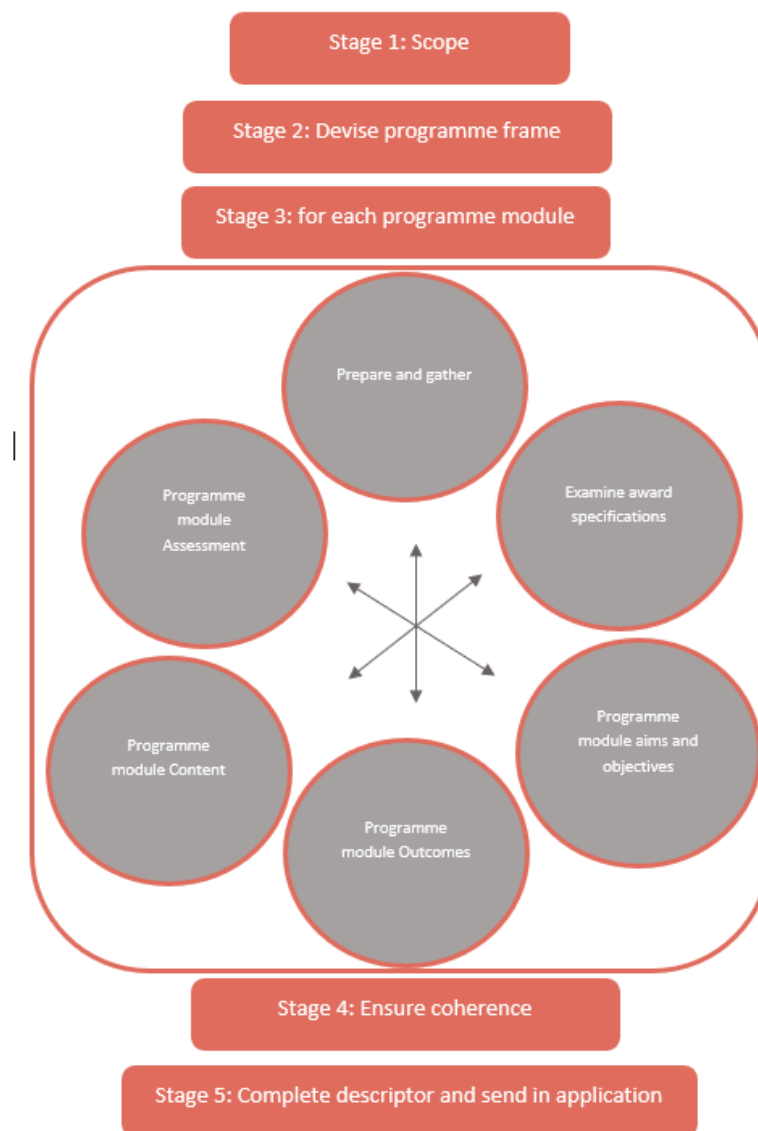 Stage 1: Scope
Stage 2: Devise programme frame
Stage 3: for each programme module
Prepare and gather
Examine award
specifications
Programme
module aims and
objectives
Programme
module Outcomes
Programme
module Content
Programme
module
Assessment
Stage 4: Ensure coherence
Stage 5: Complete descriptor and send in application